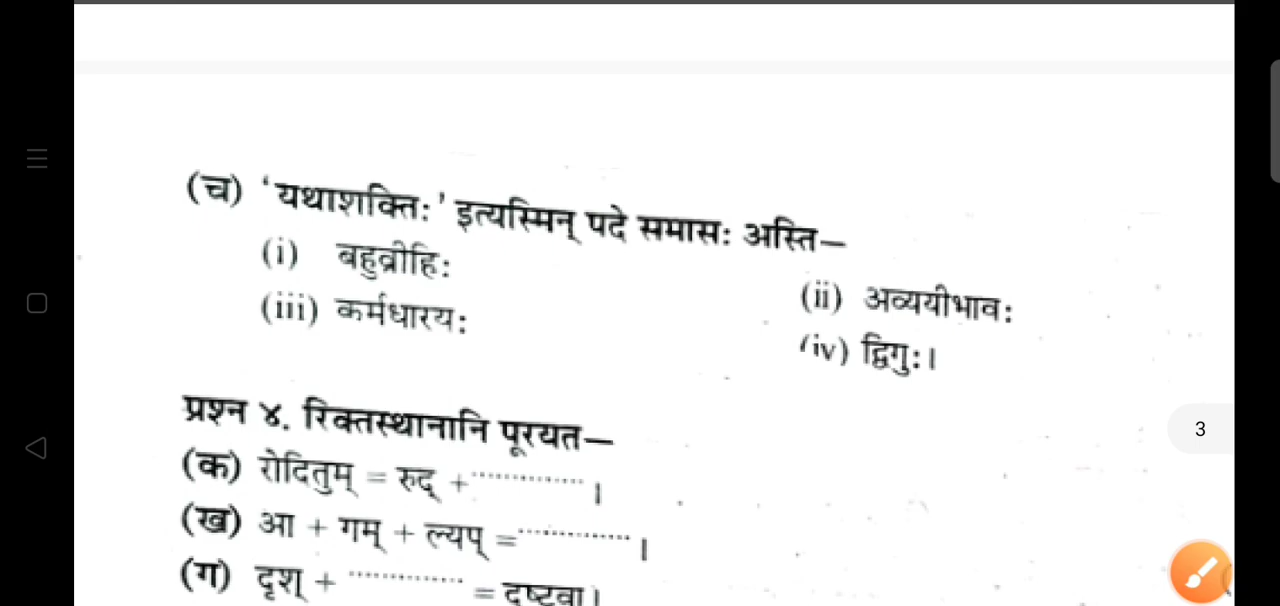 (च) ‘यथाशक्तिः’ इत्यस्मिन् पदे समासः अस्ति—
(i) बहुव्रीहिः
(ii) अव्ययीभावः
(iii) कर्मधारयः
(iv) द्विगुः।
प्रश्न ४. रिक्तस्थानानि पूरयत—
(क) रोदितुम् = रुद् +··············।
(ख) आ + गम् + ल्यप् =··············।
(ग) दृश् + ·············· = दृष्टवा।
3